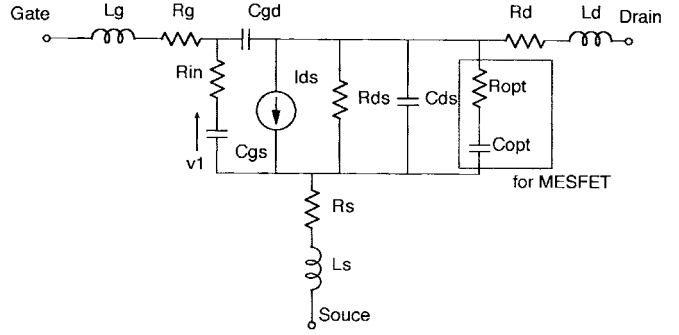 Gate
Lg
Rg
Cgd
Rd
Ld
Drain
Rin
Ids
Rds
Cds
Ropt
v1
Cgs
Copt
for MESFET
Rs
Ls
Souce